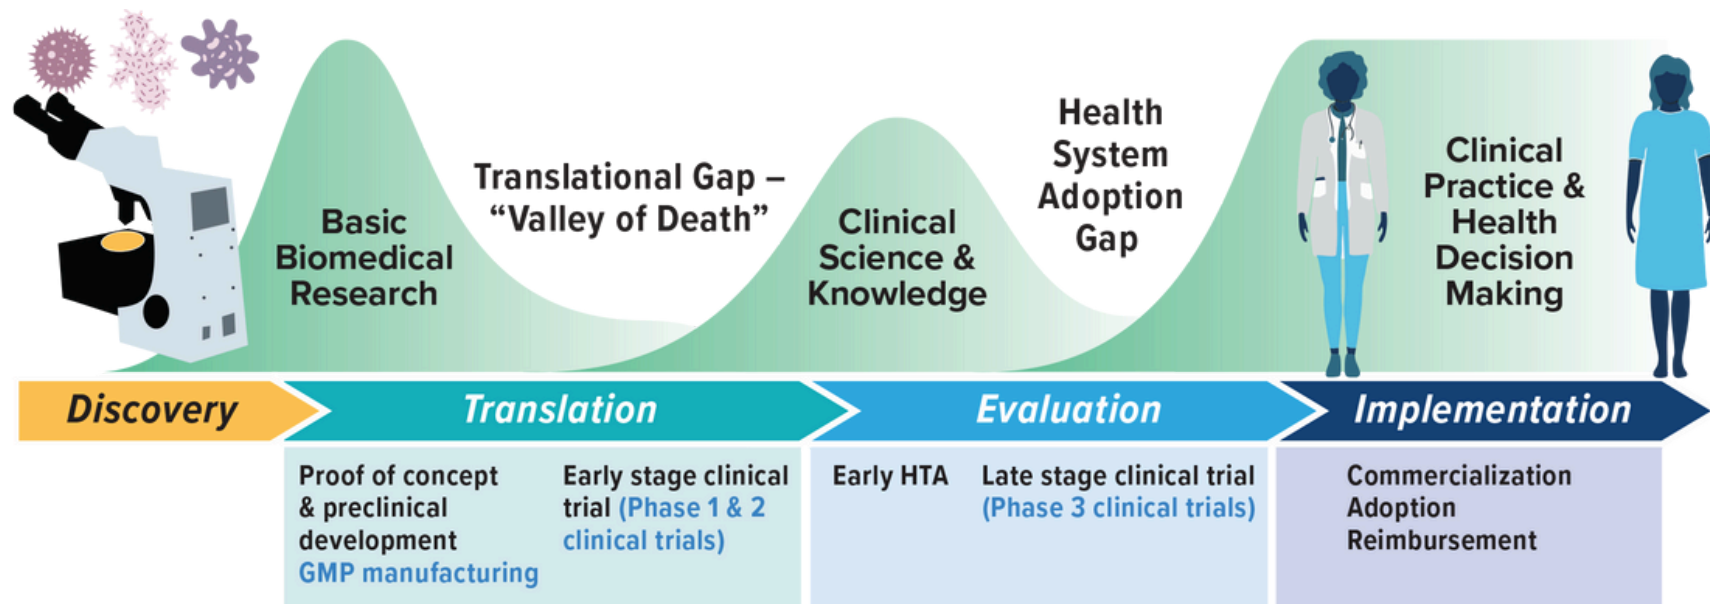 Basic
Biomedical
Research
Translational Gap –
“Valley of Death”
Clinical
Science &
Knowledge
Health
System
Adoption
Gap
Clinical
Practice &
Health
Decision
Making
Discovery
Translation
Evaluation
Implementation
Proof of concept
& preclinical
development
GMP manufacturing
Early stage clinical
trial (Phase 1 & 2
clinical trials)
Early HTA
Late stage clinical trial
(Phase 3 clinical trials)
Commercialization
Adoption
Reimbursement